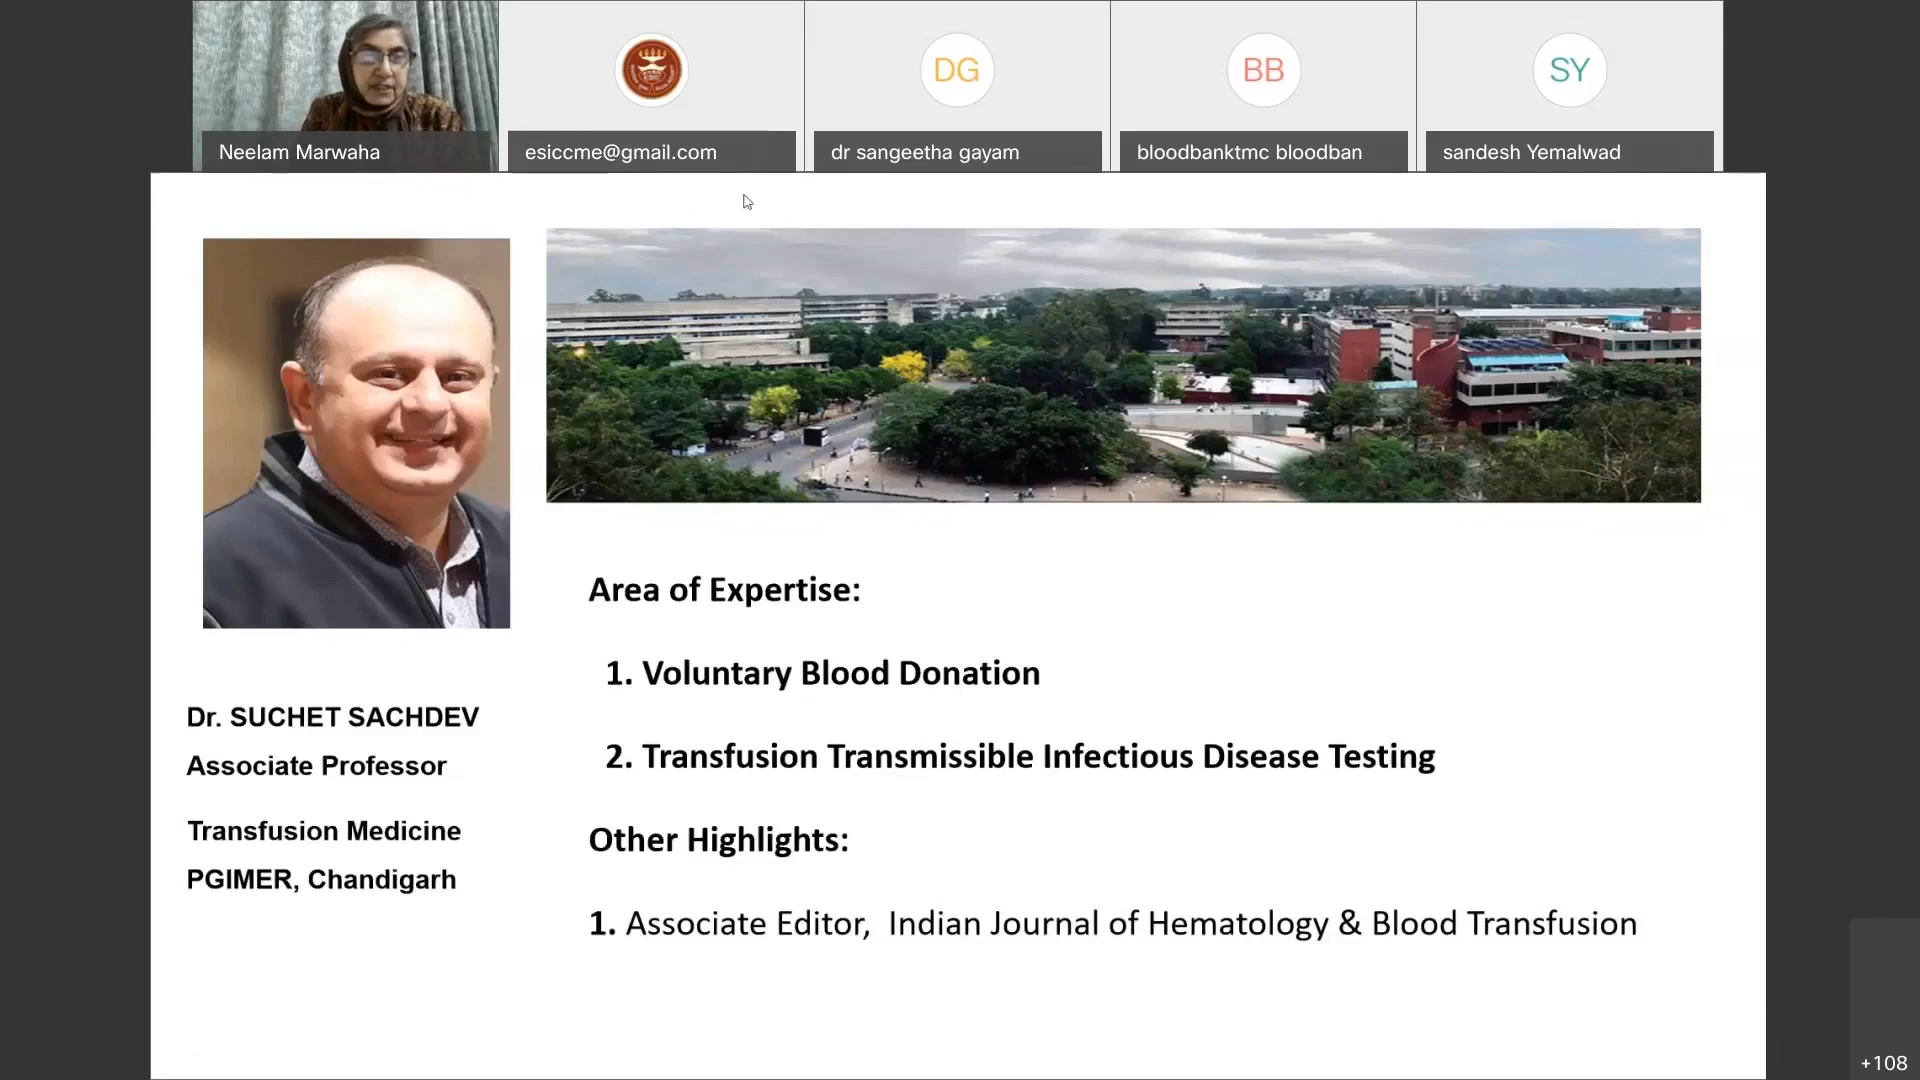 Neelam Marwaha
esiccme@gmail.com
DG
dr sangeetha gayam
BB
bloodbanktmc bloodban
SY
sandesh Yemalwad
Dr. SUCHET SACHDEV
Associate Professor
Transfusion Medicine
PGIMER, Chandigarh
Area of Expertise:
1. Voluntary Blood Donation
2. Transfusion Transmissible Infectious Disease Testing
Other Highlights:
1. Associate Editor, Indian Journal of Hematology & Blood Transfusion
+108